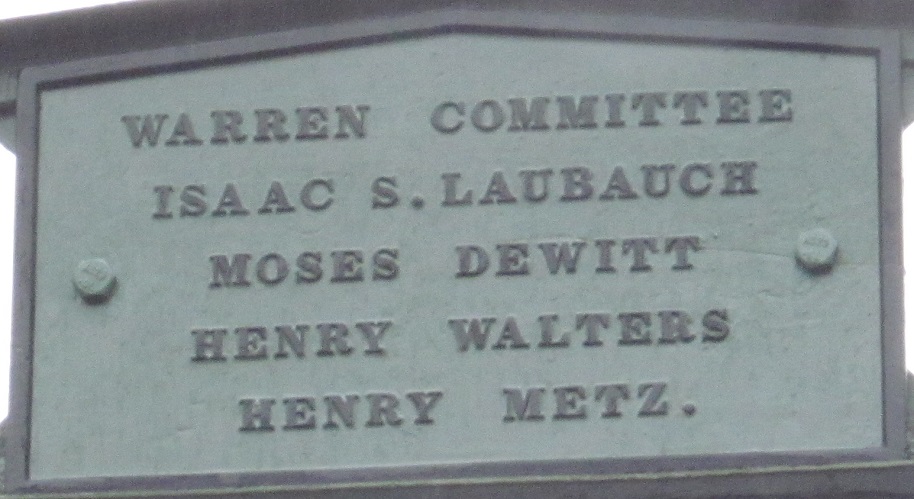 WARREN COMMITTEE
ISAAC S. LAUBAUCH
MOSES DEWITT
HENRY WALTERS
HENRY METZ.